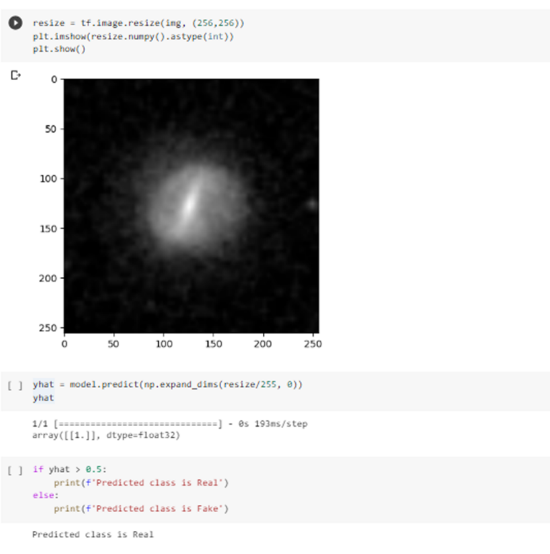 resize = tf.image.resize(img, (256,256))
plt.imshow(resize.numpy().astype(int))
plt.show()
0
50
100
150
200
250
0 50 100 150 200 250
[ ] yhat = model.predict(np.expand_dims(resize/255, 0))
yhat
1/1 [==============================] - 0s 193ms/step
array([[1.]], dtype=float32)
[ ] if yhat > 0.5:
print(f'Predicted class is Real')
else:
print(f'Predicted class is Fake')
Predicted class is Real